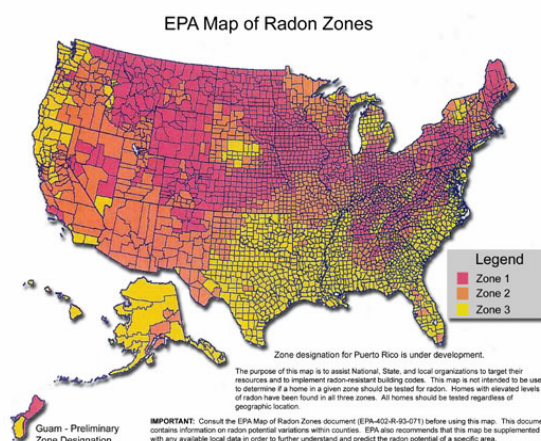 EPA Map of Radon Zones
Legend
Zone 1
Zone 2
Zone 3
Zone designation for Puerto Rico is under development.
The purpose of this map is to assist National, State, and local organizations to target their
resources and to implement radon-resistant building codes. This map is not intended to be use
to determine if a home in a given zone should be tested for radon. Homes with elevated levels
of radon have been found in all three zones. All homes should be tested regardless of
geographic location.
Guam - Preliminary
Zone Designation
IMPORTANT: Consult the EPA Map of Radon Zones document (EPA-402-R-93-071) before using this map. This docume
contains information on radon potential variations within counties. EPA also recommends that this map be supplemented
with any available local data in order to further understand and predict the radon potential of a specific area.